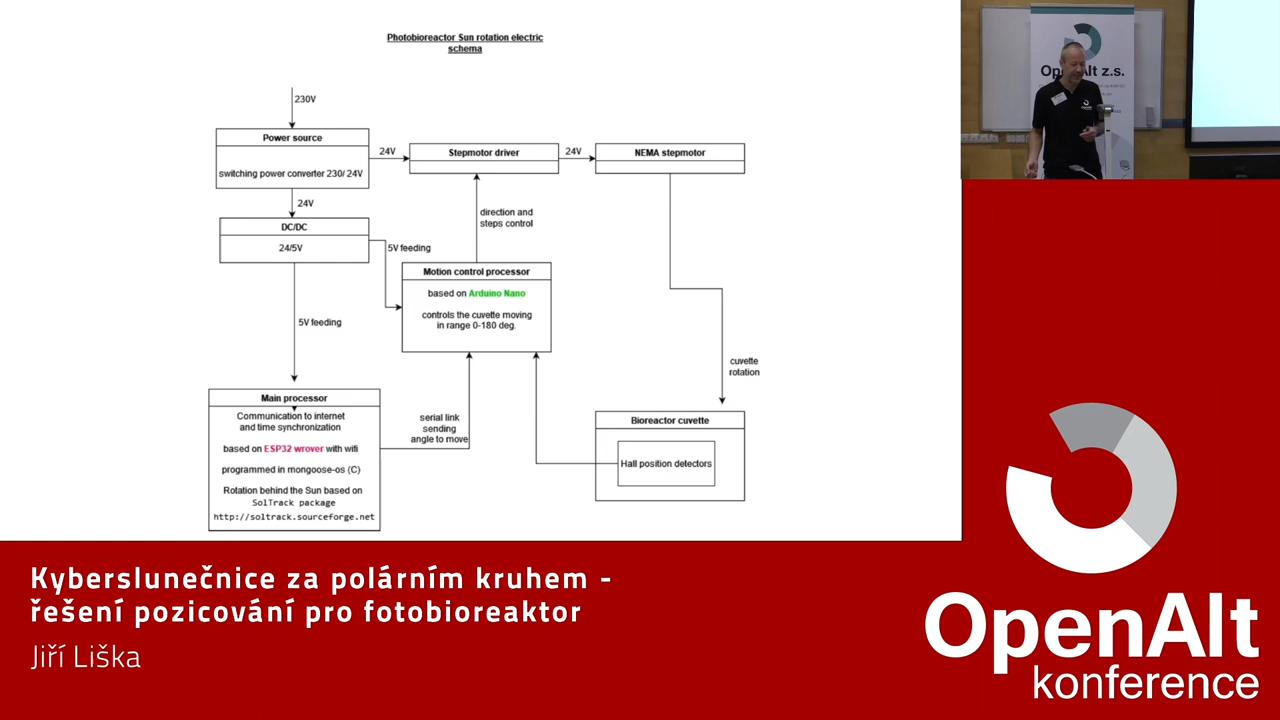 Photobioreactor Sun rotation electric
schema
230V
Power source
switching power converter 230/ 24V
24V
Stepmotor driver
24V
NEMA stepmotor
24V
DC/DC
24/5V
5V feeding
direction and
steps control
Motion control processor
based on Arduino Nano
controls the cuvette moving
in range 0-180 deg.
5V feeding
cuvette
rotation
Main processor
Communication to internet
and time synchronization
based on ESP32 wrover with wifi
programmed in mongoose-os (C)
Rotation behind the Sun based on
SolTrack package
http://soltrack.sourceforge.net
serial link
sending
angle to move
Bioreactor cuvette
Hall position detectors
OpenAlt z.s.
Kyberslunečnice za polárním kruhem -
řešení pozicování pro fotobioreaktor
Jiří Liška
OpenAlt
konference